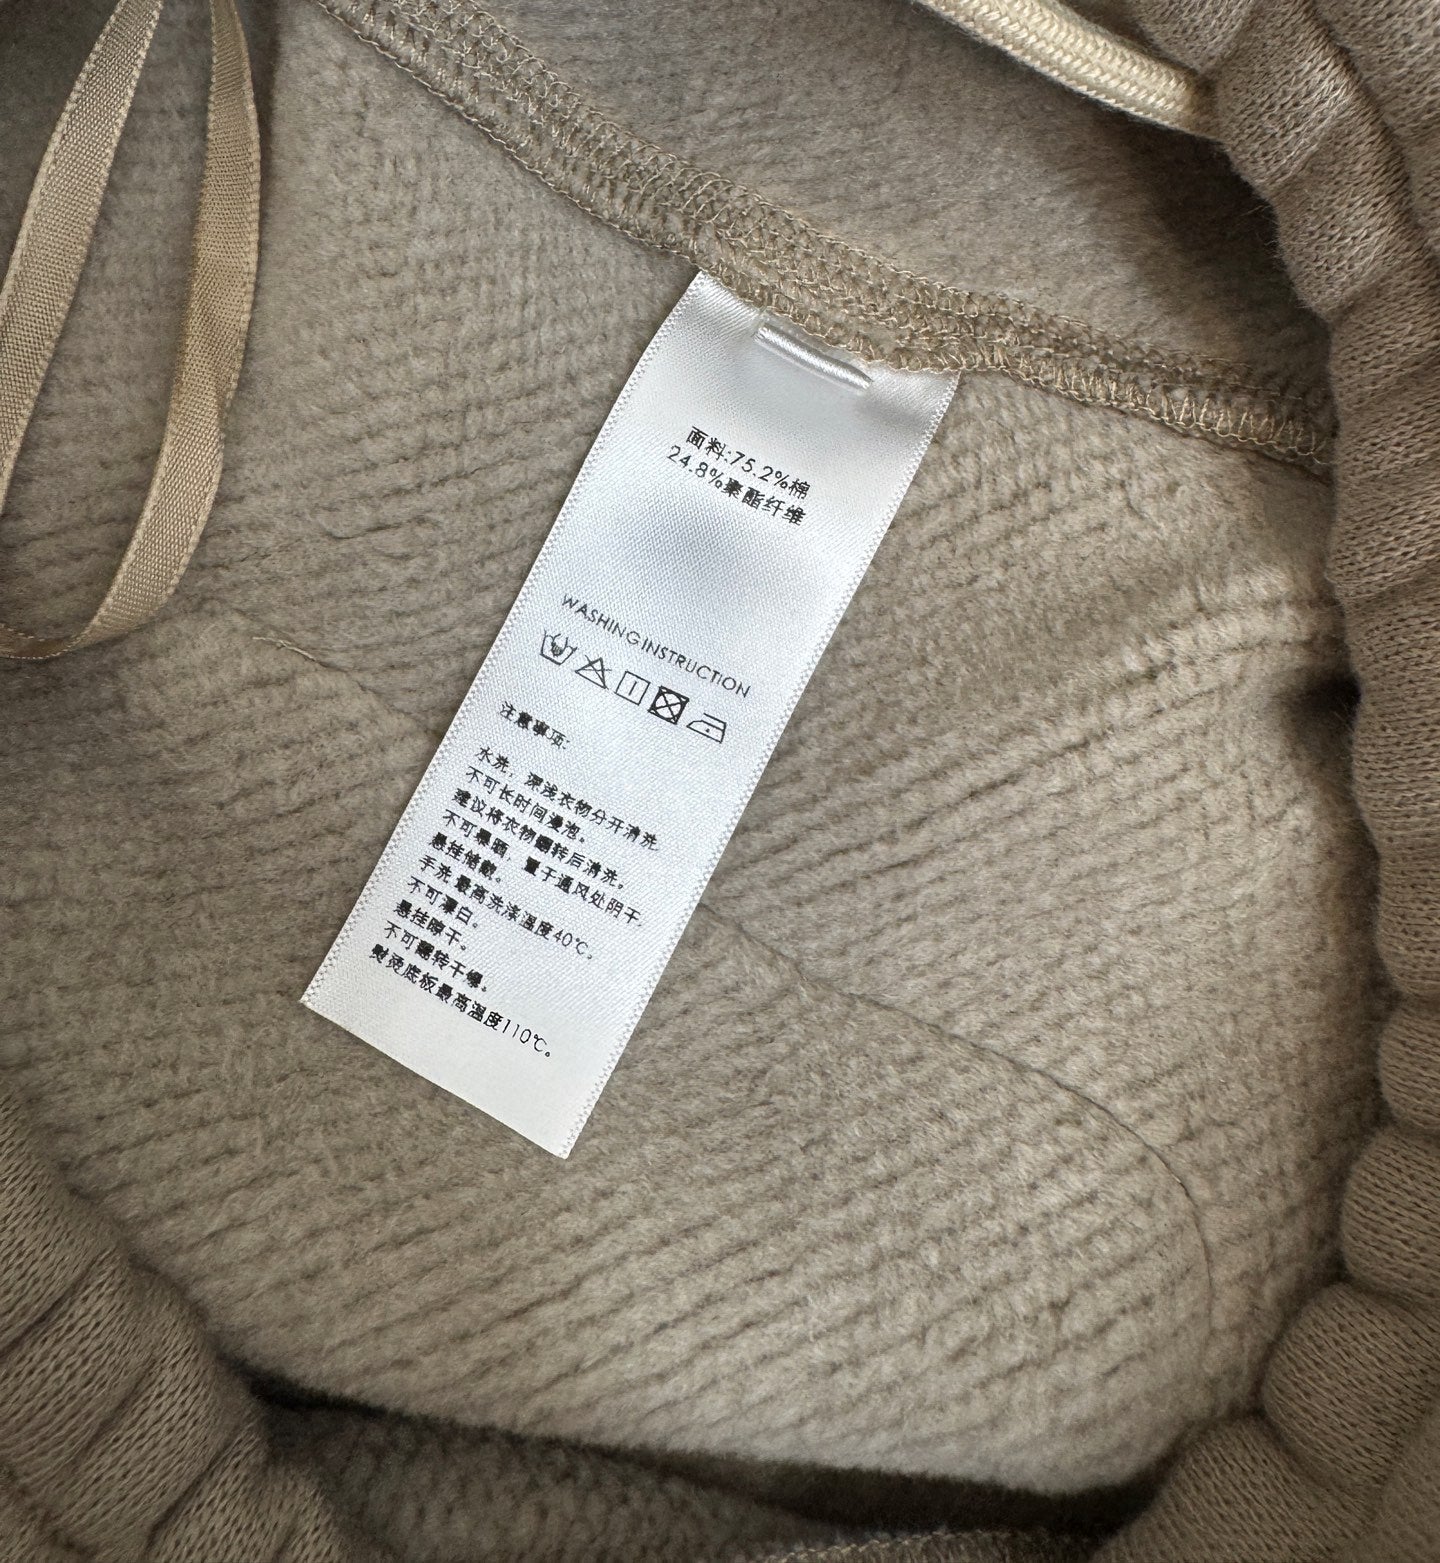 面料:75.2%棉
24.8%聚酯纤维
WASHING INSTRUCTION
注意事项:
水洗，深浅衣物分开清洗
不可长时间浸泡。
建议将衣物翻转后清洗。
不可曝晒，置于通风处阴干,
悬挂储藏。
手洗 最高洗涤温度40℃。
不可漂白。
悬挂晾干。
不可翻转干燥。
熨烫底板最高温度110℃。